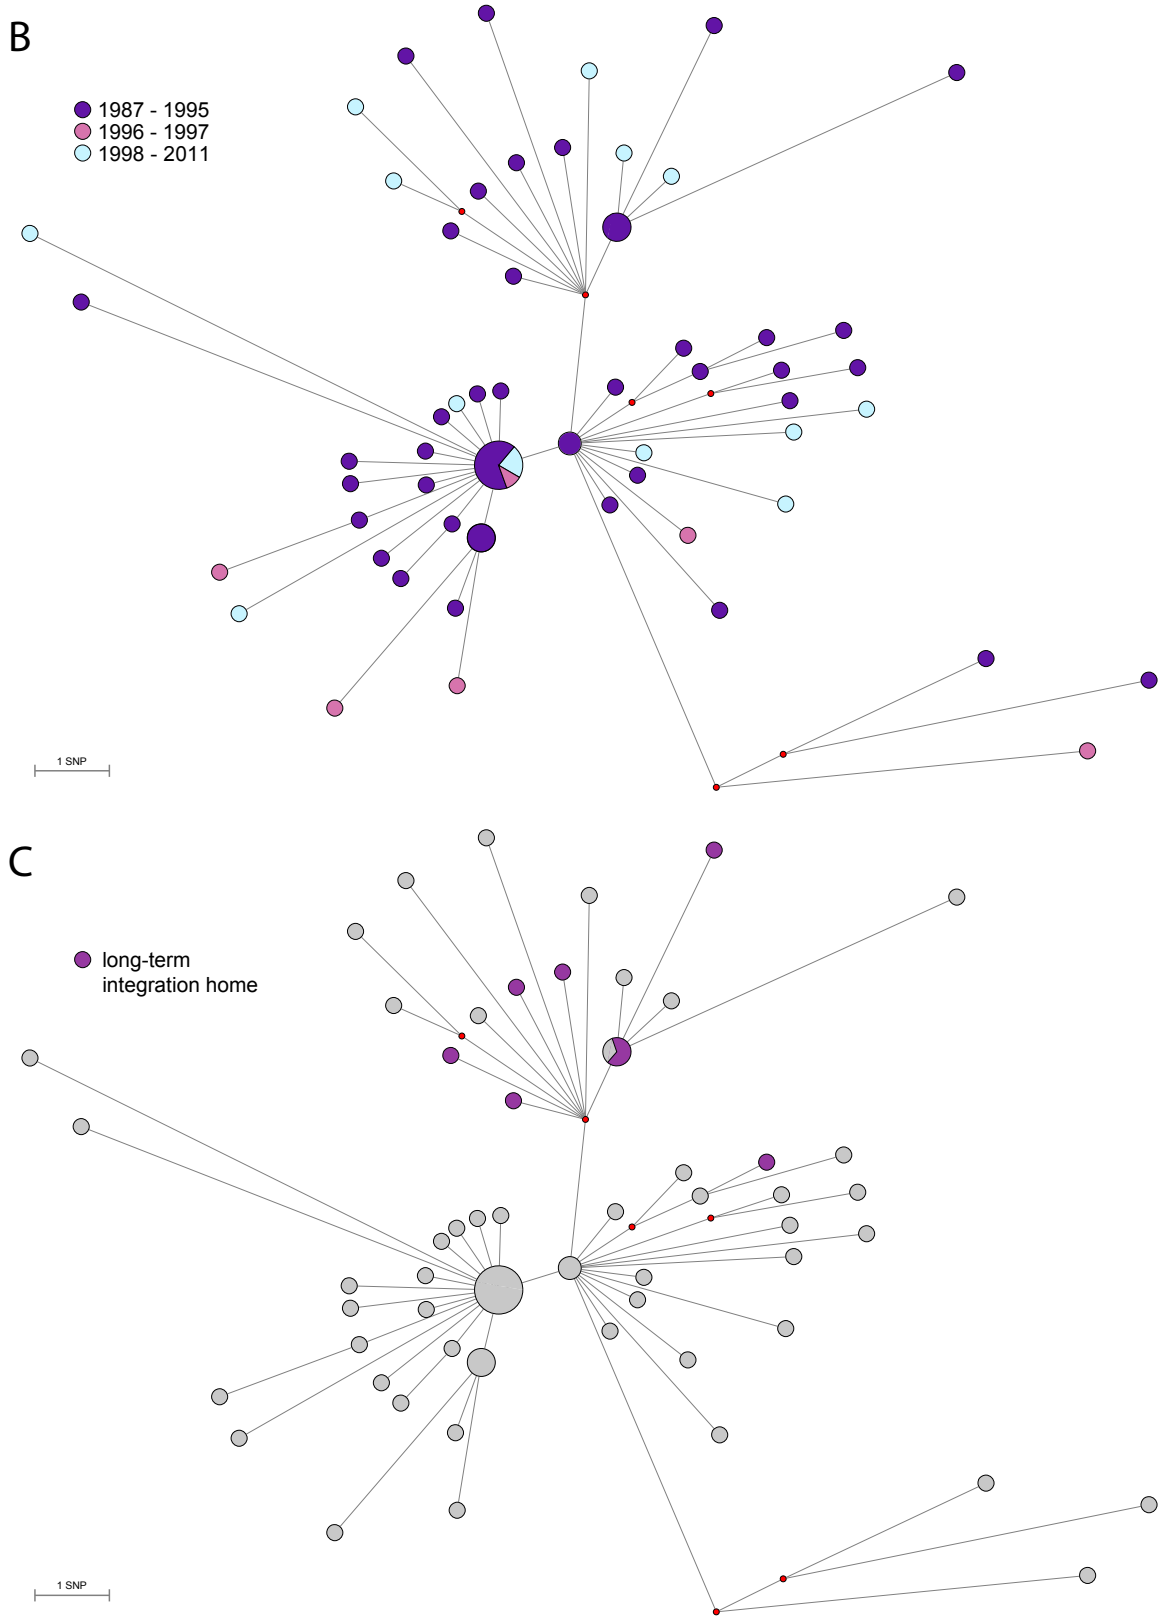 B
1987 - 1995
1996 - 1997
1998 - 2011
1 SNP
C
long-term
integration home
1 SNP